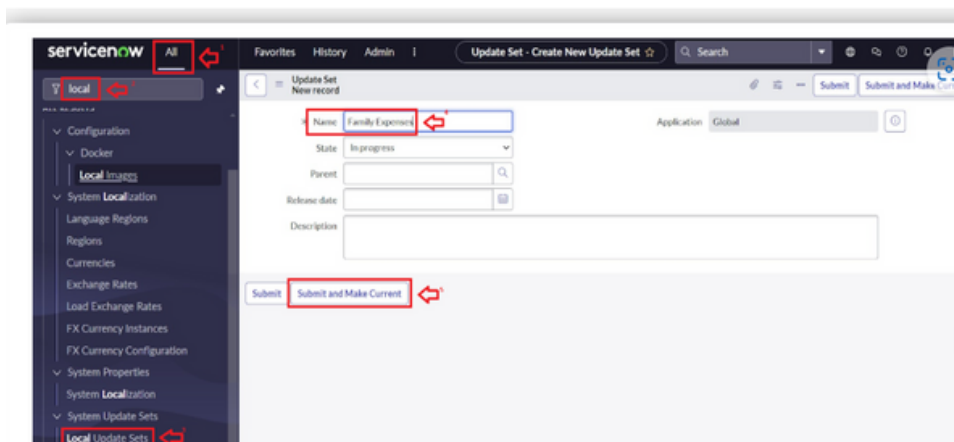 servicenow All Favorites History Admin Update Set - Create New Update Set Search
local
Update Set
New record
Submit Submit and Make
Name Family Expenses
Application Global
State In progress
Parent
Release date
Description
Submit Submit and Make Current
Configuration
Docker
Local Images
System Localization
Language Regions
Regions
Currencies
Exchange Rates
Load Exchange Rates
FX Currency Instances
FX Currency Configuration
System Properties
System Localization
System Update Sets
Local Update Sets